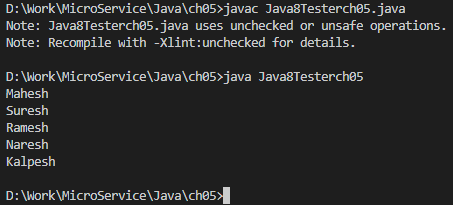 D:\Work\MicroService\Java\ch05>javac Java8Testerch05.java
Note: Java8Testerch05.java uses unchecked or unsafe operations.
Note: Recompile with -Xlint:unchecked for details.
D:\Work\MicroService\Java\ch05>java Java8Testerch05
Mahesh
Suresh
Ramesh
Naresh
Kalpesh
D:\Work\MicroService\Java\ch05>